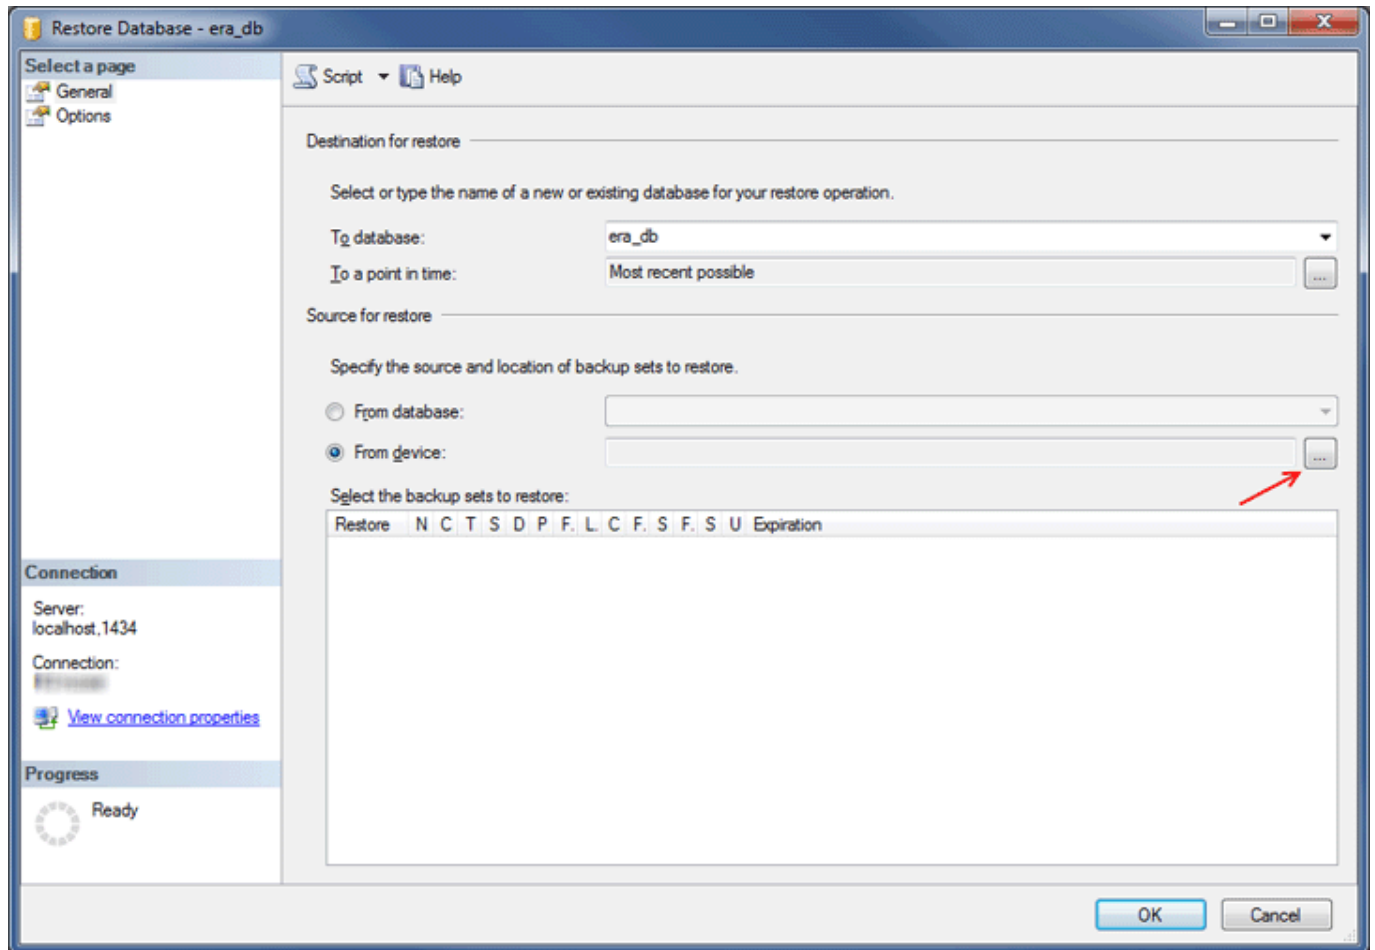 Restore Database - era_db
Select a page
General
Options
Script Help
Destination for restore
Select or type the name of a new or existing database for your restore operation.
To database: era_db
To a point in time: Most recent possible ...
Source for restore
Specify the source and location of backup sets to restore.
From database:
From device: ...
Select the backup sets to restore:
Restore N C T S D P F. L. C F. S F. S U Expiration
Connection
Server:
localhost,1434
Connection:
View connection properties
Progress
Ready
OK Cancel